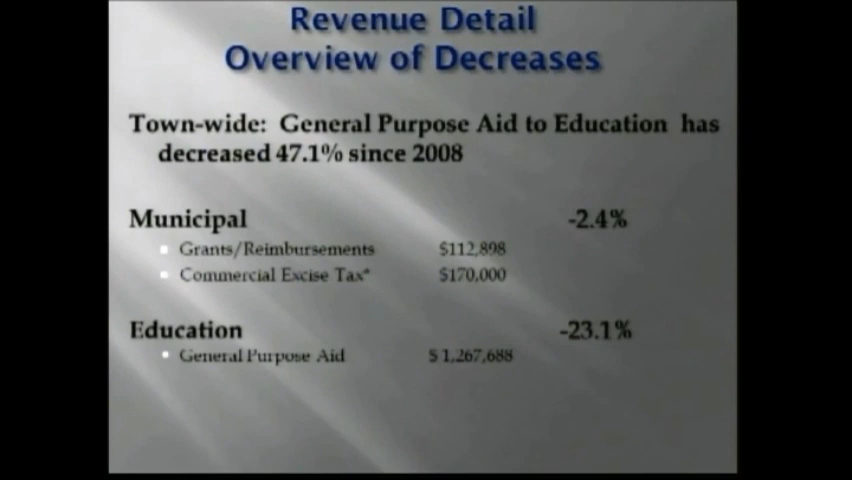 Revenue Detail
Overview of Decreases
Town-wide: General Purpose Aid to Education has
decreased 47.1% since 2008
Municipal -2.4%
Grants/Reimbursements $112,898
Commercial Excise Tax* $170,000
Education -23.1%
General Purpose Aid $ 1,267,688